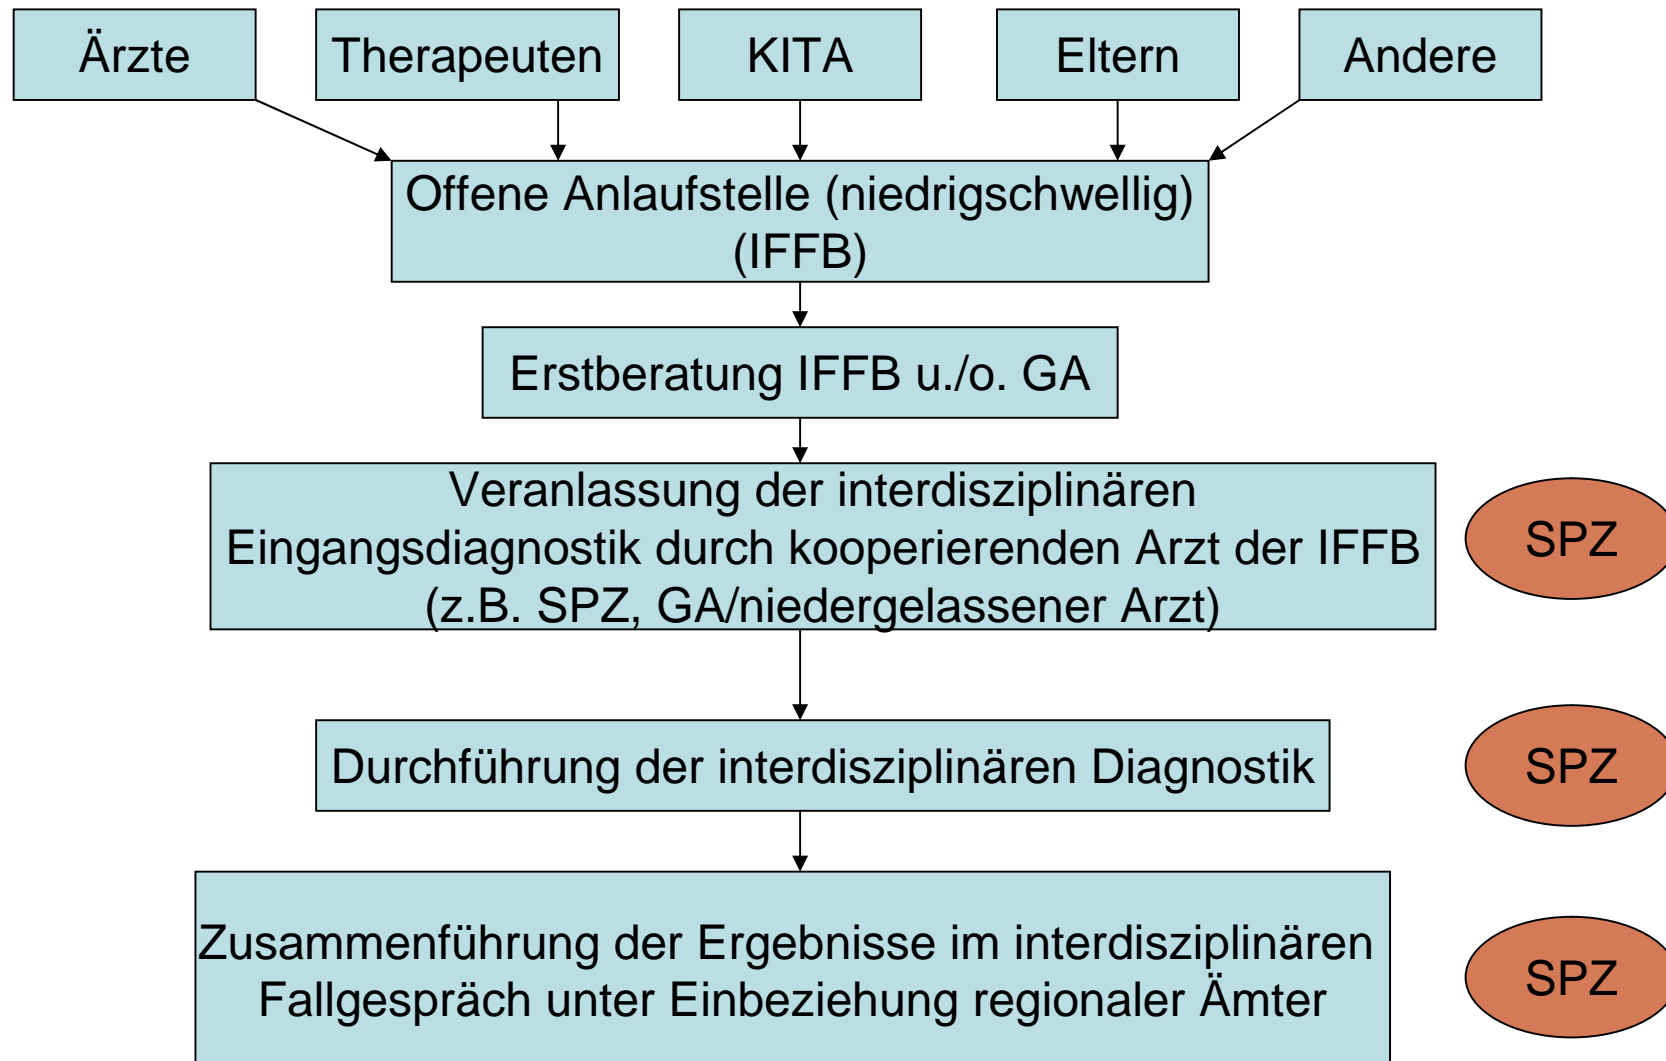 Ärzte
Therapeuten
KITA
Eltern
Andere
Offene Anlaufstelle (niedrigschwellig)
(IFFB)
Erstberatung IFFB u./o. GA
Veranlassung der interdisziplinären
Eingangsdiagnostik durch kooperierenden Arzt der IFFB
(z.B. SPZ, GA/niedergelassener Arzt)
SPZ
Durchführung der interdisziplinären Diagnostik
SPZ
Zusammenführung der Ergebnisse im interdisziplinären
Fallgespräch unter Einbeziehung regionaler Ämter
SPZ